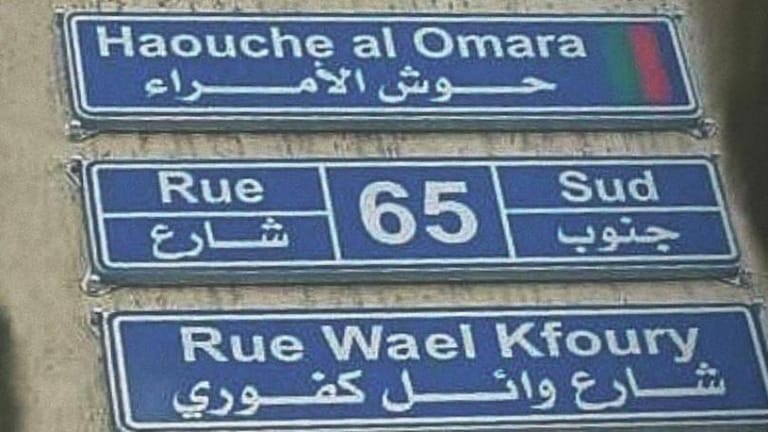 Haouche al Omara
حوش الأمراء
Rue 65 Sud
شارع جنوب
Rue Wael Kfoury
شارع وائل كفوري